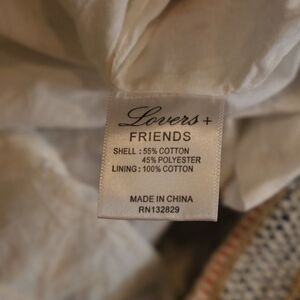 Lovers +
FRIENDS
SHELL : 55% COTTON
45% POLYESTER
LINING : 100% COTTON
MADE IN CHINA
RN132829